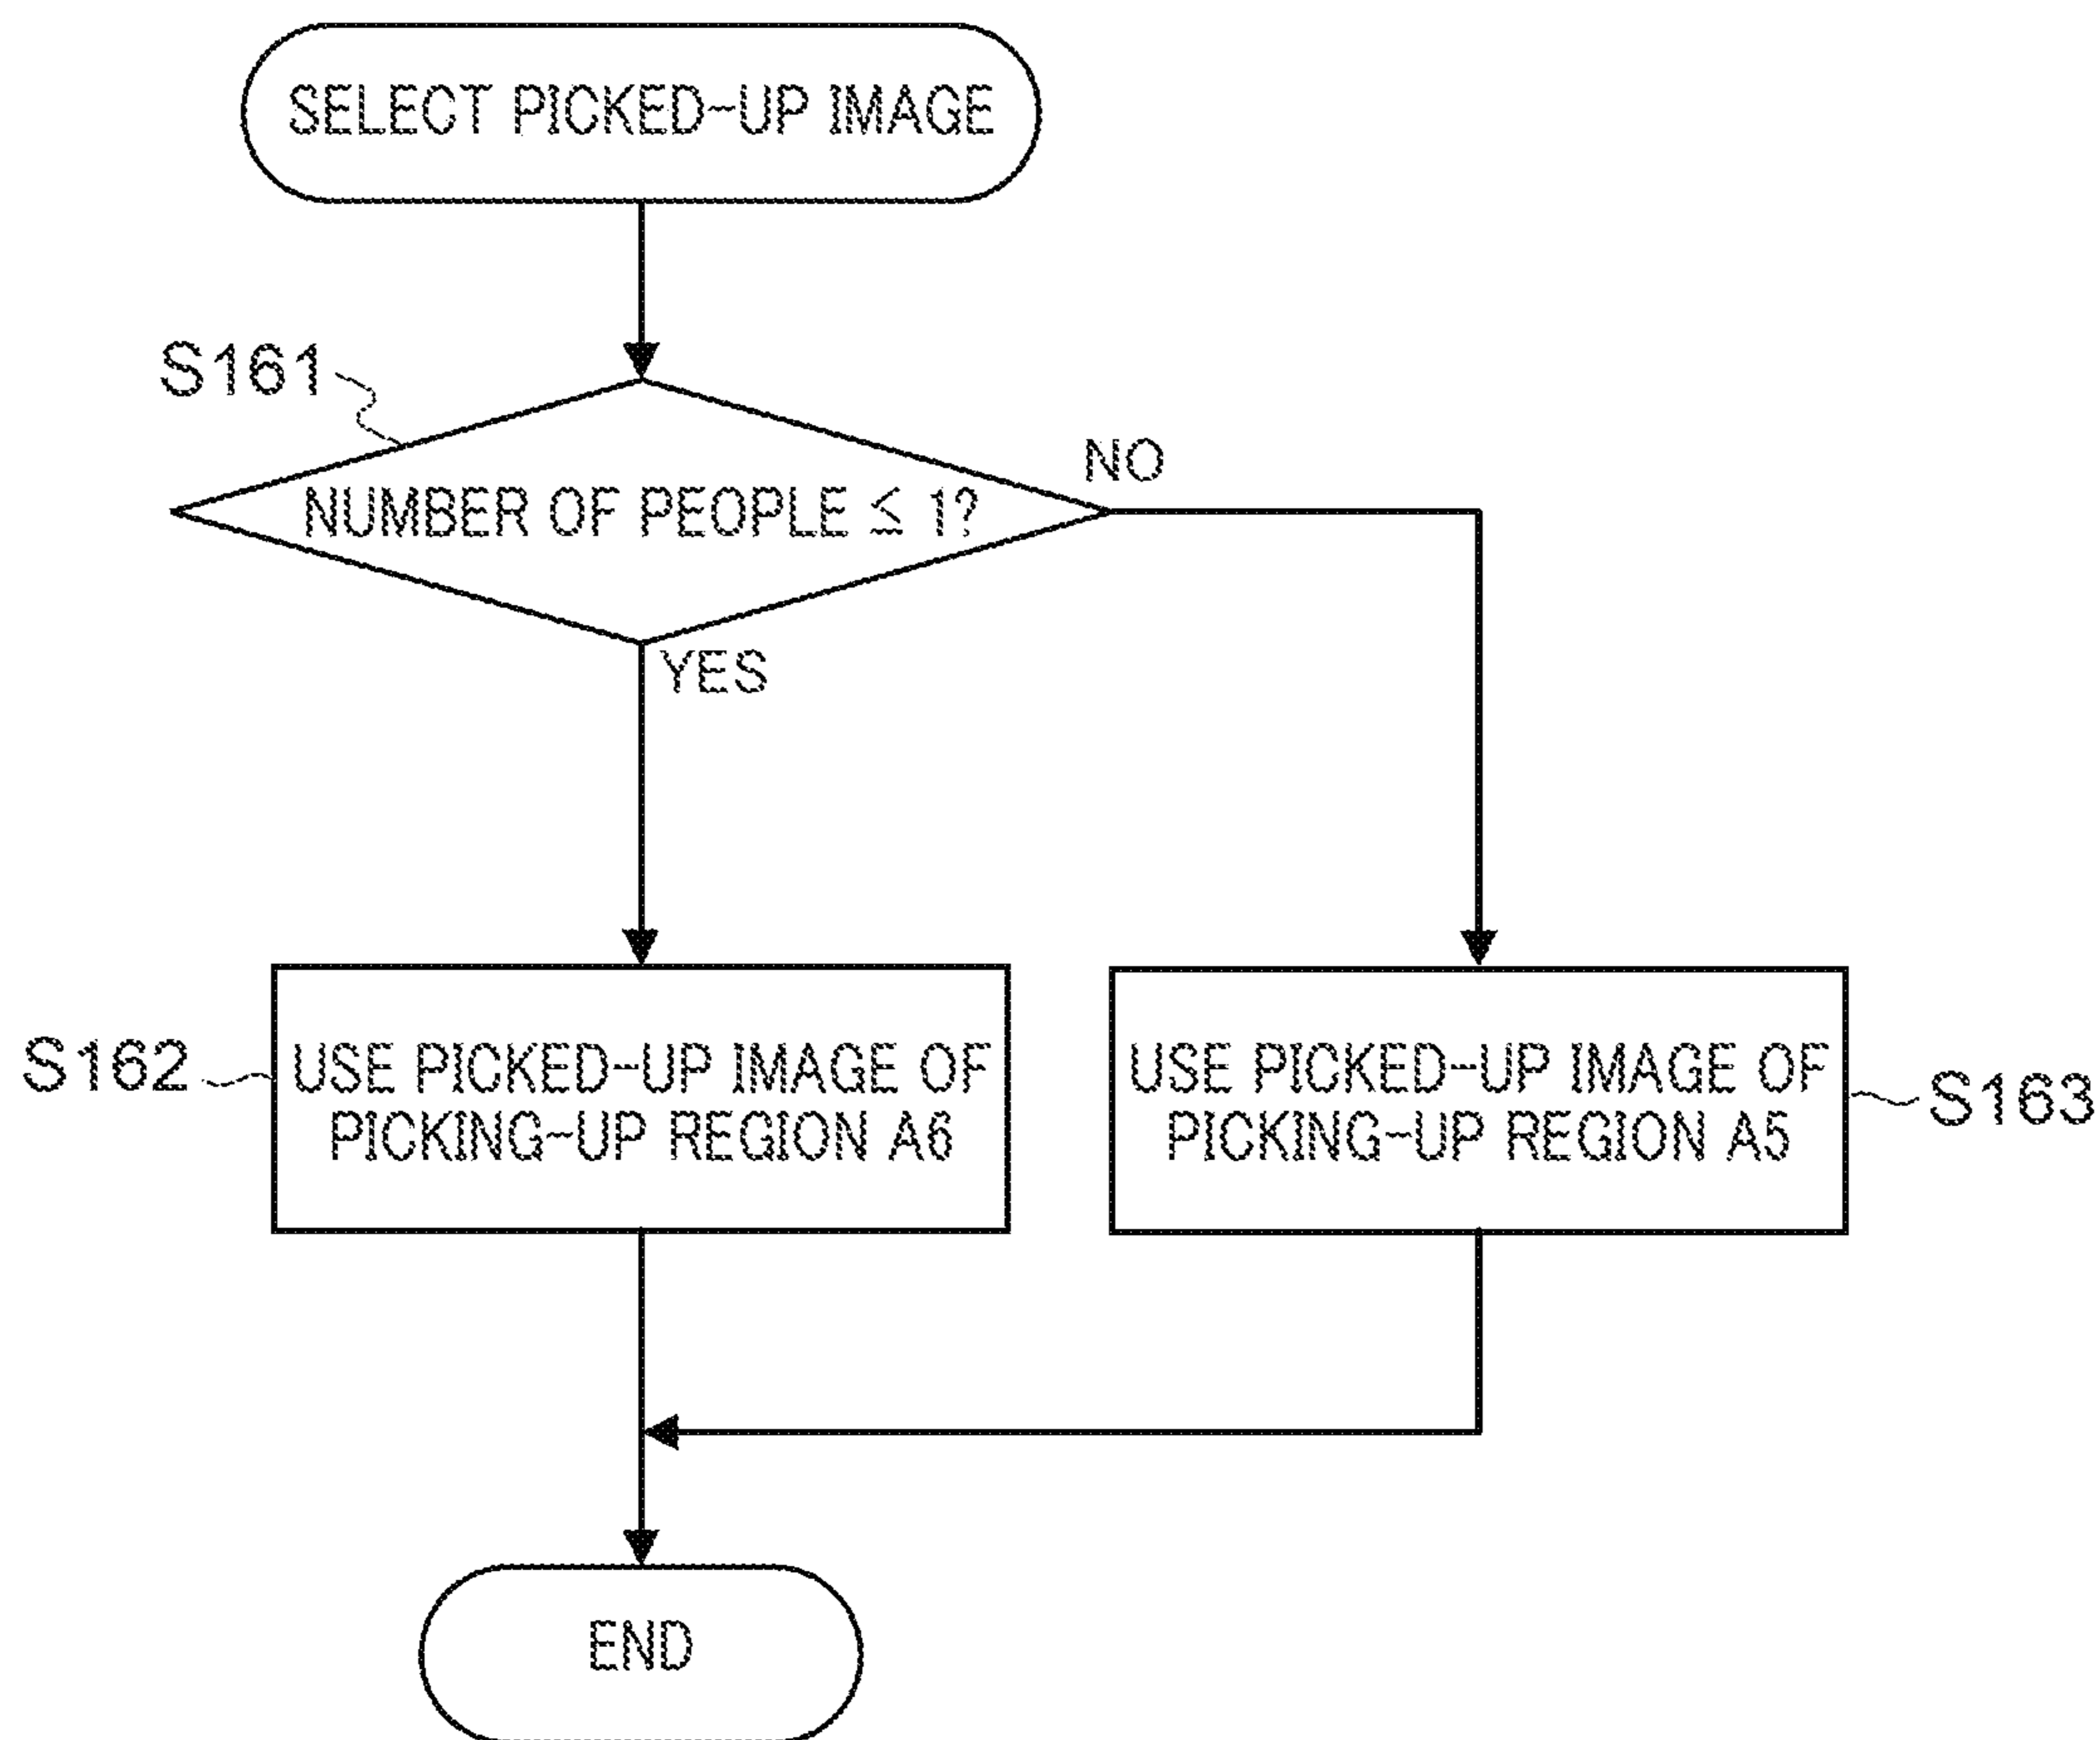 SELECT PICKED-UP IMAGE
S161
NO
NUMBER OF PEOPLE ≦ 1?
YES
S162
USE PICKED-UP IMAGE OF
PICKING-UP REGION A6
USE PICKED-UP IMAGE OF
PICKING-UP REGION A5
S163
END